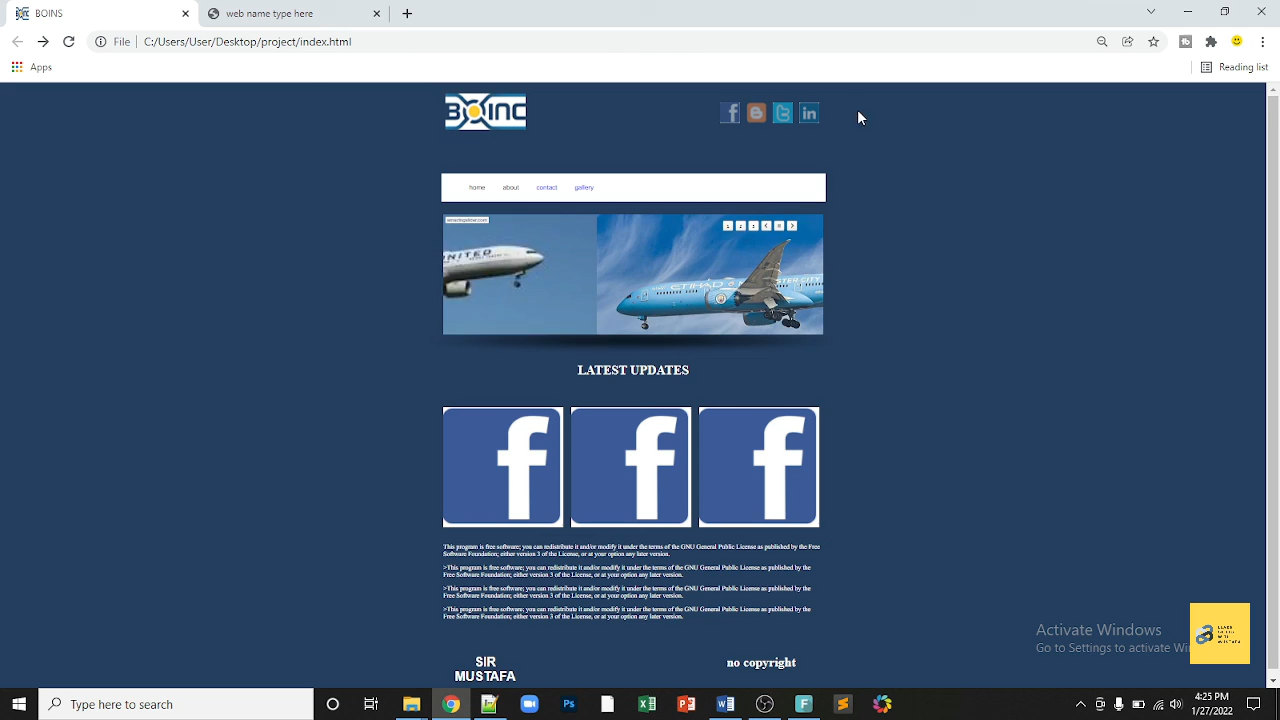 BOINS
web name name here
File C:/Users/User/Desktop/project/index.html
Apps
Reading list
BOINC
home about contact gallery
UNITED
LATEST UPDATES
This program is free software; you can redistribute it and/or modify it under the terms of the GNU General Public License as published by the Free
Software Foundation; either version 3 of the License, or at your option any later version.
>This program is free software; you can redistribute it and/or modify it under the terms of the GNU General Public License as published by the
Free Software Foundation; either version 3 of the License, or at your option any later version.
>This program is free software; you can redistribute it and/or modify it under the terms of the GNU General Public License as published by the
Free Software Foundation; either version 3 of the License, or at your option any later version.
>This program is free software; you can redistribute it and/or modify it under the terms of the GNU General Public License as published by the
Free Software Foundation; either version 3 of the License, or at your option any later version.
SIR
MUSTAFA
no copyright
Activate Windows
Go to Settings to activate Wi
Type here to search
4:25 PM
1/27/2022